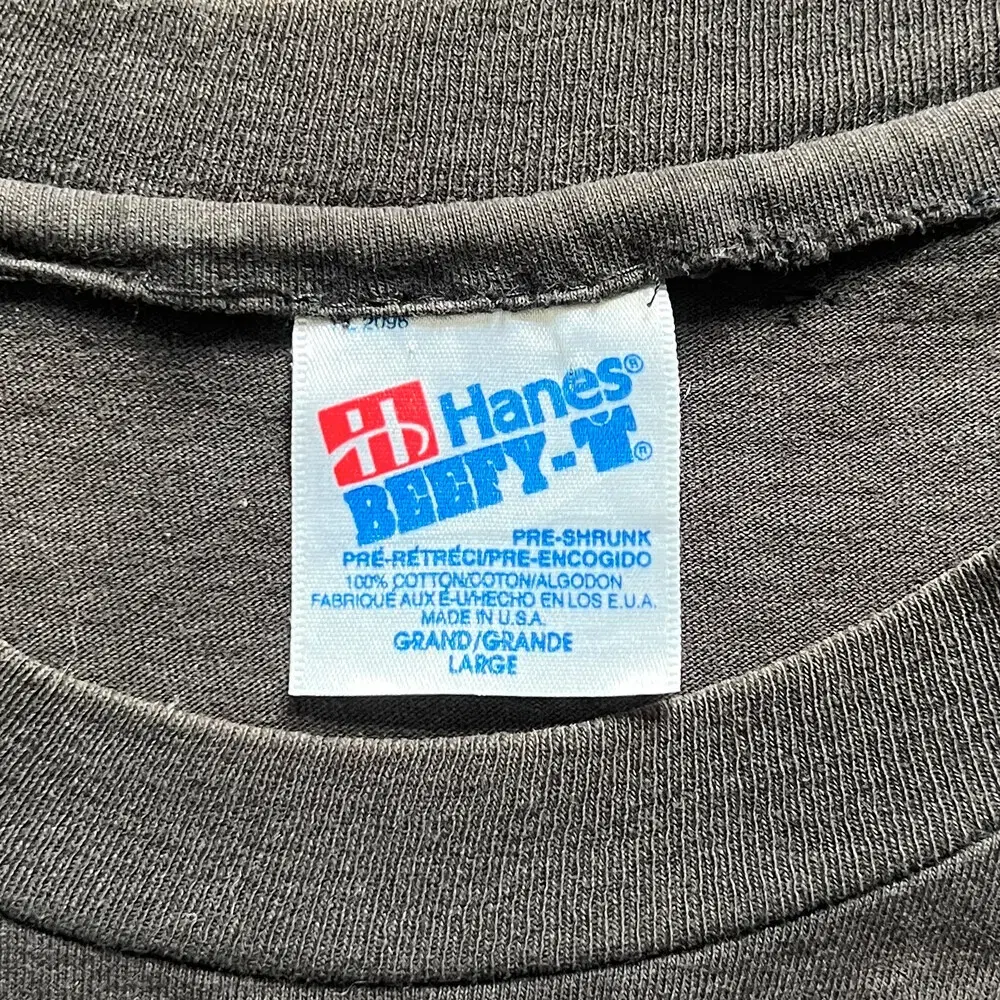 2096
Hanes®
BEEFY-T®
PRE-SHRUNK
PRÉ-RÉTRÉCI/PRE-ENCOGIDO
100% COTTON/COTON/ALGODON
FABRIQUÉ AUX É-U/HECHO EN LOS E.U.A.
MADE IN U.S.A.
GRAND/GRANDE
LARGE